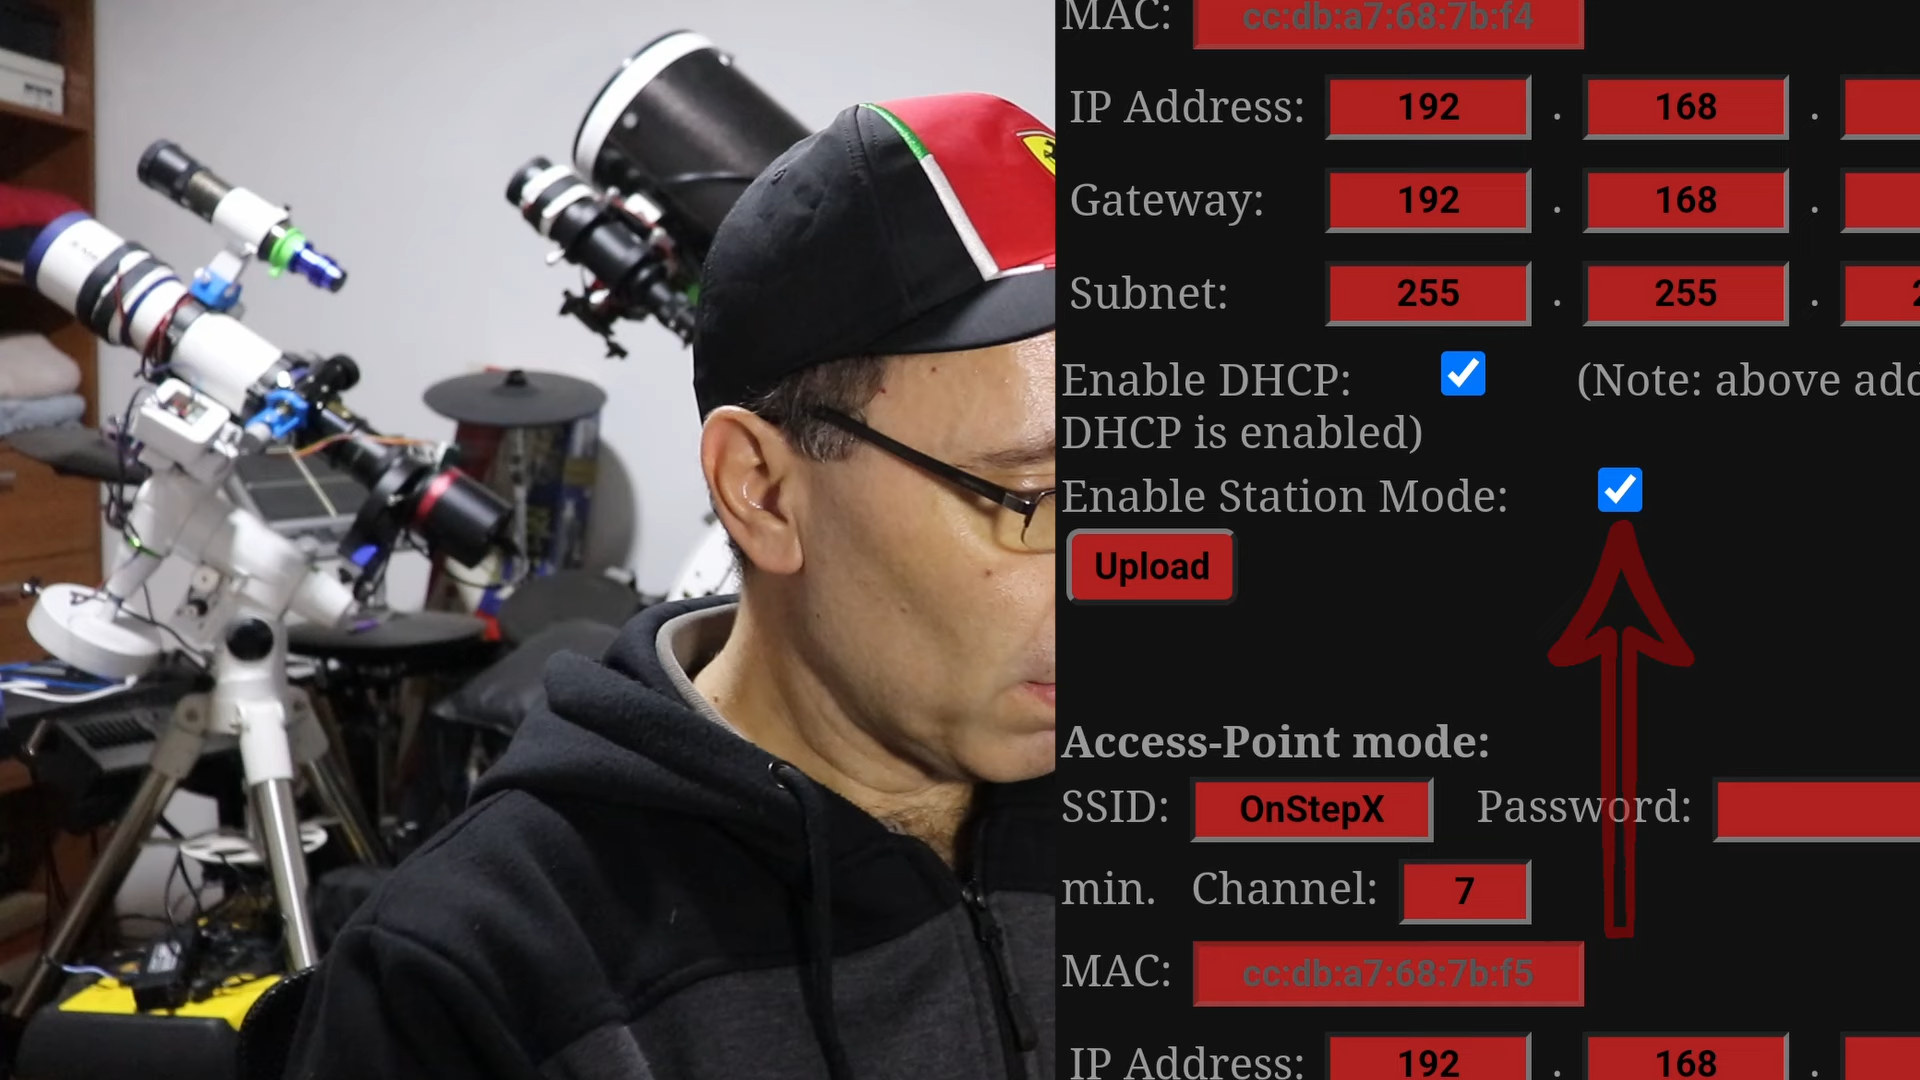 MAC: cc:db:a7:68:7b:f4
IP Address: 192 . 168 .
Gateway: 192 . 168 .
Subnet: 255 . 255 . 2
Enable DHCP: (Note: above add
DHCP is enabled)
Enable Station Mode:
Upload
Access-Point mode:
SSID: OnStepX Password:
min. Channel: 7
MAC: cc:db:a7:68:7b:f5
IP Address: 192 . 168 .